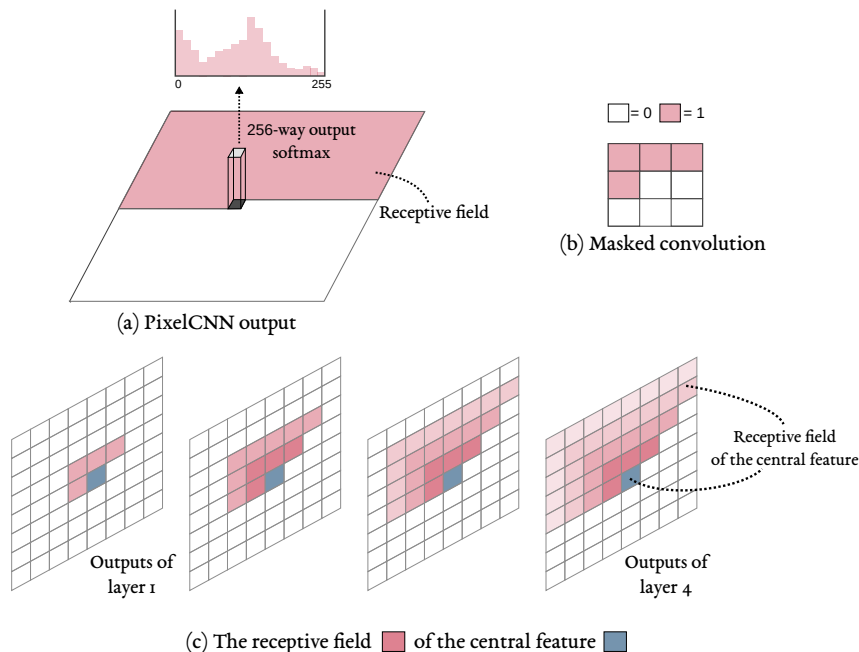 0 255
256-way output
softmax
Receptive field
(a) PixelCNN output
= 0 = 1
(b) Masked convolution
Outputs of
layer 1
Receptive field
of the central feature
Outputs of
layer 4
(c) The receptive field of the central feature